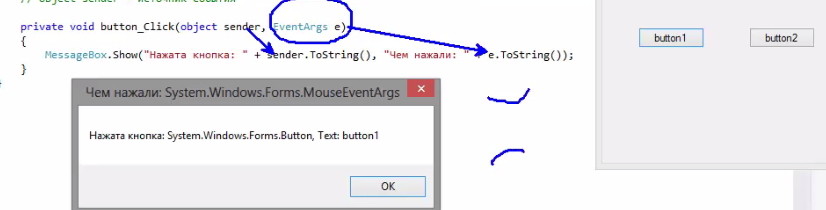 // object sender - источник события
private void button_Click(object sender, EventArgs e)
{
MessageBox.Show("Нажата кнопка: " + sender.ToString(), "Чем нажали: " + e.ToString());
}
button1
button2
Чем нажали: System.Windows.Forms.MouseEventArgs
Нажата кнопка: System.Windows.Forms.Button, Text: button1
OK